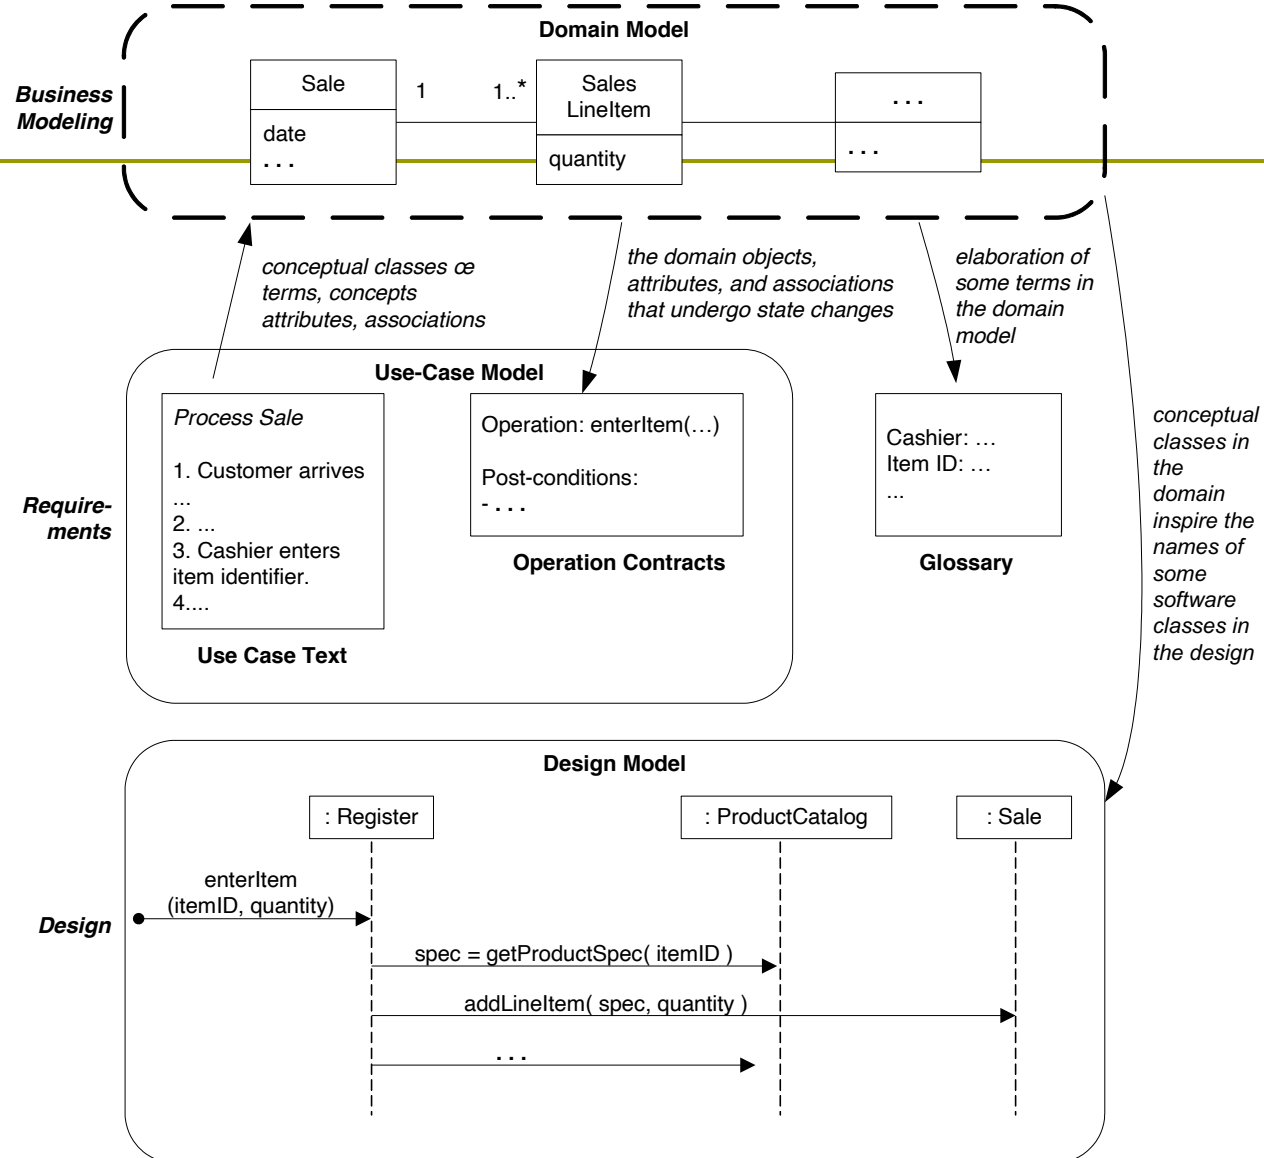 Domain Model
Business
Modeling
Sale
1
1..*
Sales
LineItem
. . .
date
. . .
quantity
. . .
conceptual classes œ
terms, concepts
attributes, associations
the domain objects,
attributes, and associations
that undergo state changes
elaboration of
some terms in
the domain
model
Use-Case Model
Require-
ments
Process Sale
1. Customer arrives
...
2. ...
3. Cashier enters
item identifier.
4....
Use Case Text
Operation: enterItem(…)
Post-conditions:
- . . .
Operation Contracts
Cashier: …
Item ID: …
...
Glossary
conceptual
classes in
the
domain
inspire the
names of
some
software
classes in
the design
Design Model
Design
: Register
: ProductCatalog
: Sale
enterItem
(itemID, quantity)
spec = getProductSpec( itemID )
addLineItem( spec, quantity )
. . .